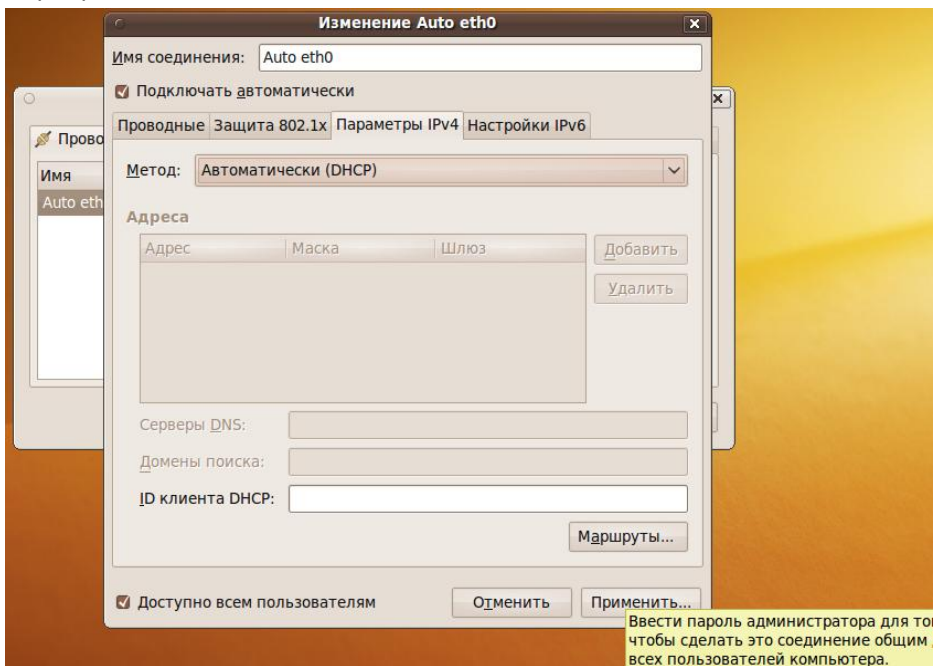 Изменение Auto eth0
Имя соединения: Auto eth0
Подключать автоматически
Проводные Защита 802.1x Параметры IPv4 Настройки IPv6
Прово
Метод: Автоматически (DHCP)
Имя
Auto eth
Адреса
Адрес Маска Шлюз
Добавить
Удалить
Серверы DNS:
Домены поиска:
ID клиента DHCP:
Маршруты...
Доступно всем пользователям Отменить Применить...
Ввести пароль администратора для
чтобы сделать это соединение общим
всех пользователей компьютера.